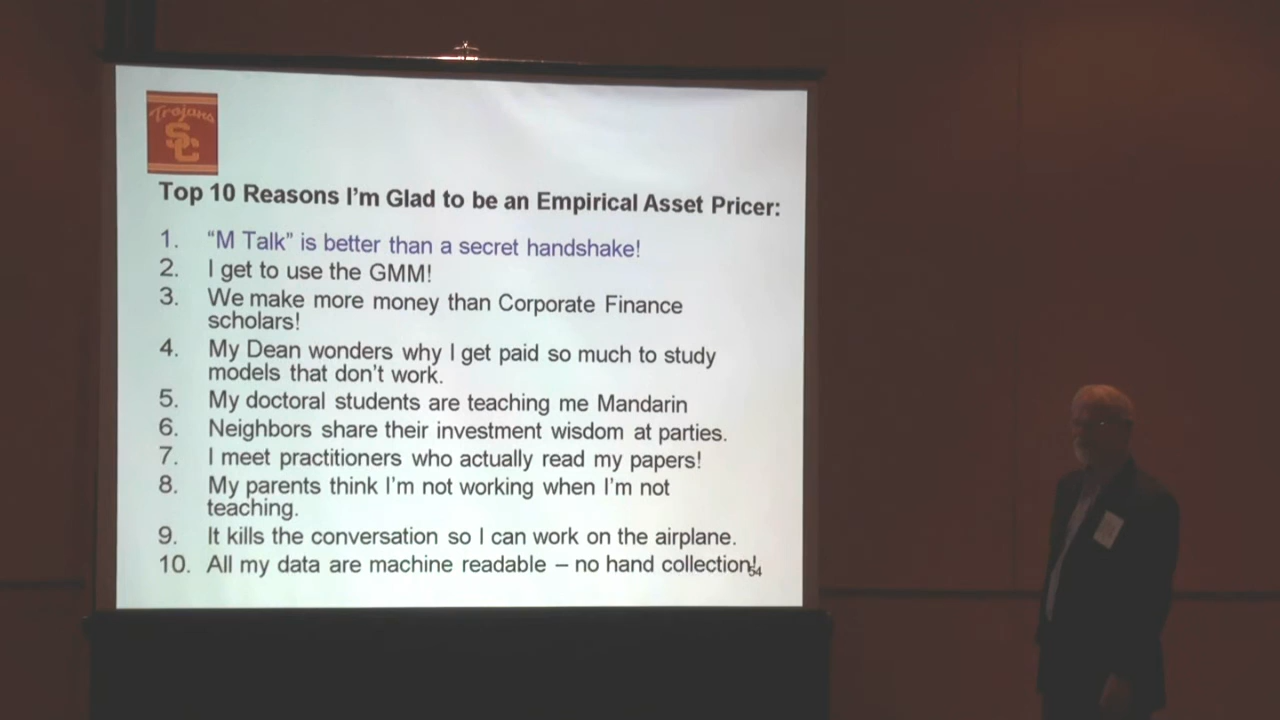 Trojans
SC
Top 10 Reasons I'm Glad to be an Empirical Asset Pricer:
1. “M Talk” is better than a secret handshake!
2. I get to use the GMM!
3. We make more money than Corporate Finance
scholars!
4. My Dean wonders why I get paid so much to study
models that don't work.
5. My doctoral students are teaching me Mandarin
6. Neighbors share their investment wisdom at parties.
7. I meet practitioners who actually read my papers!
8. My parents think I'm not working when I'm not
teaching.
9. It kills the conversation so I can work on the airplane.
10. All my data are machine readable – no hand collection!
54